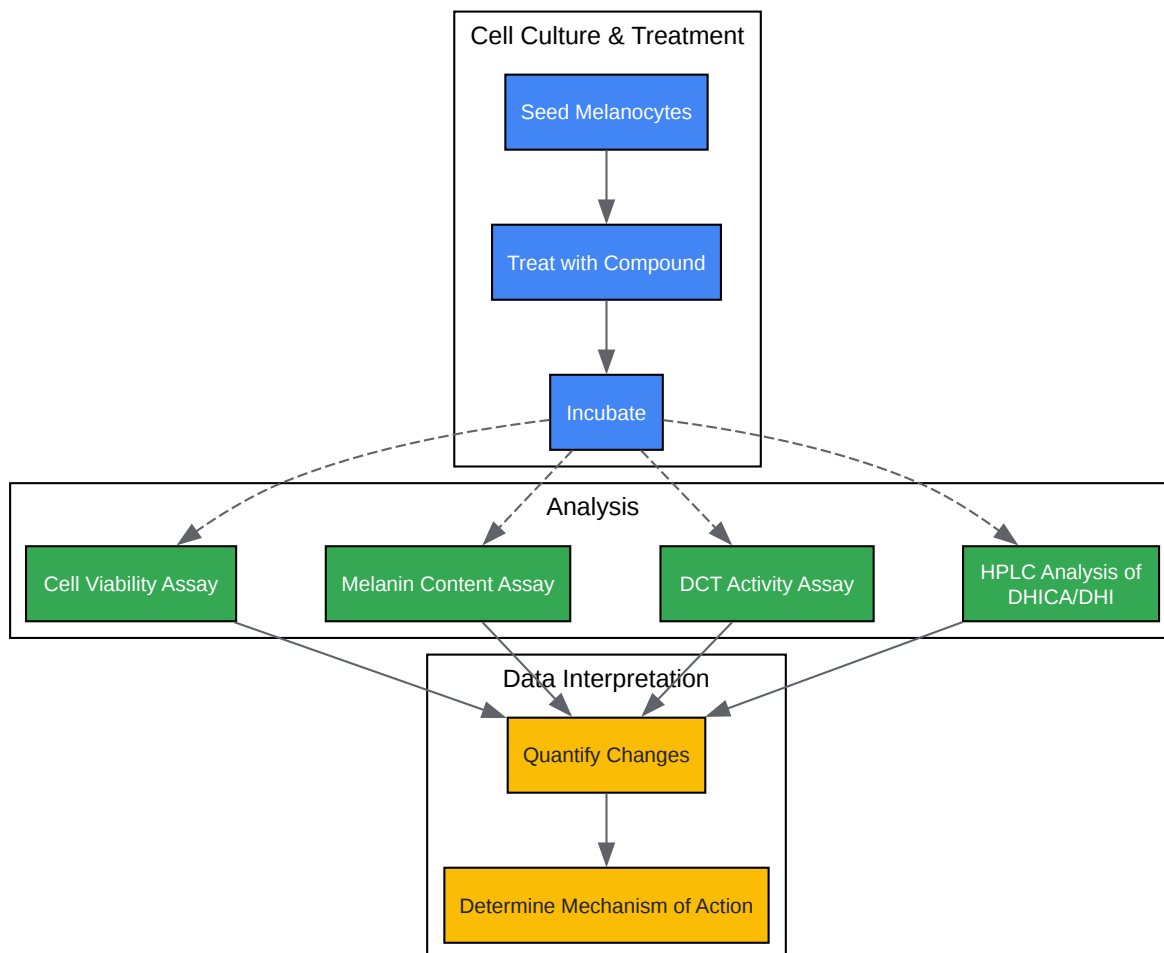 Cell Culture & Treatment
Seed Melanocytes
Treat with Compound
Incubate
Analysis
Cell Viability Assay
Melanin Content Assay
DCT Activity Assay
HPLC Analysis of
DHICA/DHI
Data Interpretation
Quantify Changes
Determine Mechanism of Action